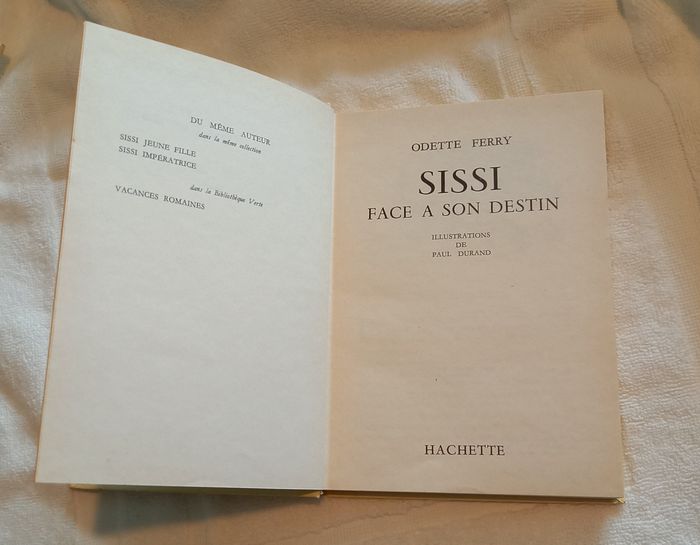 DU MÊME AUTEUR
dans la même collection
SISSI JEUNE FILLE
SISSI IMPÉRATRICE
dans la Bibliothèque Verte
VACANCES ROMAINES
ODETTE FERRY
SISSI
FACE A SON DESTIN
ILLUSTRATIONS
DE
PAUL DURAND
HACHETTE